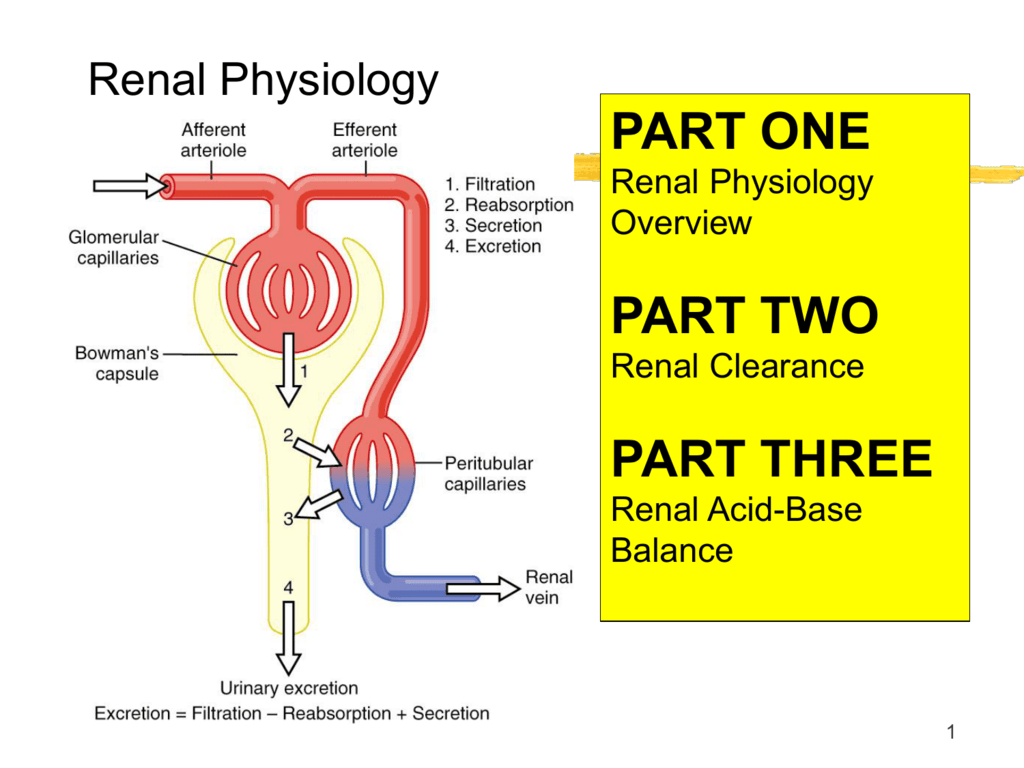 Renal Physiology
Afferent
arteriole
Efferent
arteriole
1. Filtration
2. Reabsorption
3. Secretion
4. Excretion
Glomerular
capillaries
Bowman's
capsule
1
2
Peritubular
capillaries
3
4
Renal
vein
Urinary excretion
Excretion = Filtration – Reabsorption + Secretion
PART ONE
Renal Physiology
Overview
PART TWO
Renal Clearance
PART THREE
Renal Acid-Base
Balance
1